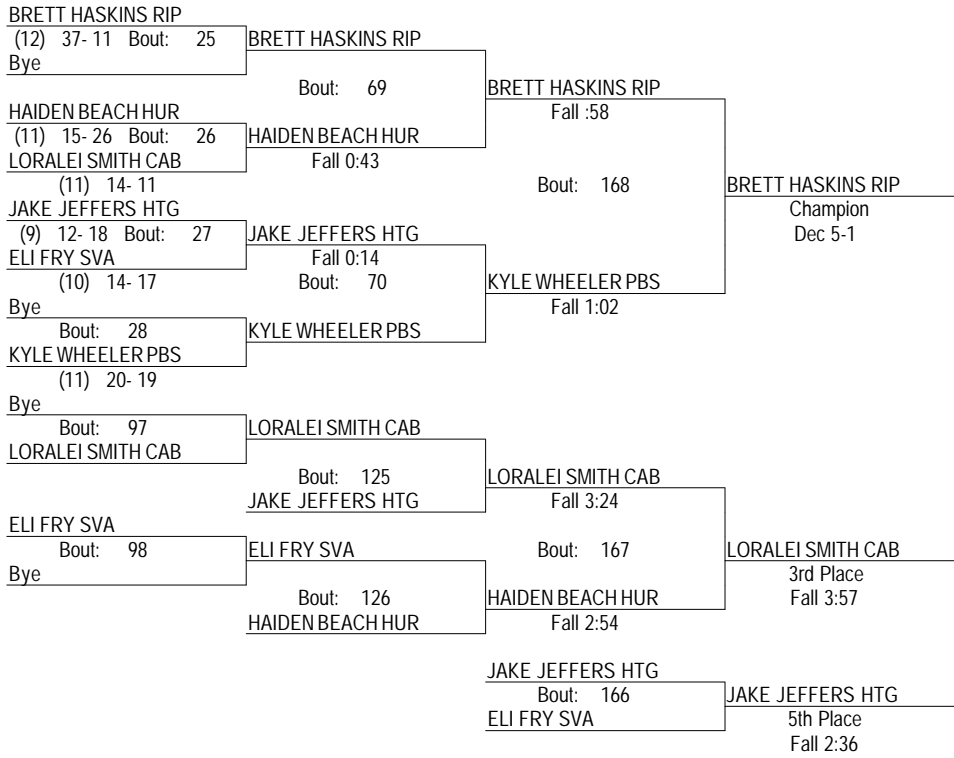 BRETT HASKINS RIP
(12) 37- 11 Bout: 25
Bye
BRETT HASKINS RIP
Bout: 69
BRETT HASKINS RIP
Fall :58
HAIDEN BEACH HUR
(11) 15- 26 Bout: 26
LORALEI SMITH CAB
(11) 14- 11
HAIDEN BEACH HUR
Fall 0:43
Bout: 168
BRETT HASKINS RIP
Champion
Dec 5-1
JAKE JEFFERS HTG
(9) 12- 18 Bout: 27
ELI FRY SVA
(10) 14- 17
JAKE JEFFERS HTG
Fall 0:14
Bout: 70
KYLE WHEELER PBS
Fall 1:02
Bye
Bout: 28
KYLE WHEELER PBS
(11) 20- 19
KYLE WHEELER PBS
Bye
Bout: 97
LORALEI SMITH CAB
LORALEI SMITH CAB
Bout: 125
JAKE JEFFERS HTG
LORALEI SMITH CAB
Fall 3:24
ELI FRY SVA
Bout: 98
Bye
ELI FRY SVA
Bout: 126
HAIDEN BEACH HUR
Bout: 167
HAIDEN BEACH HUR
Fall 2:54
LORALEI SMITH CAB
3rd Place
Fall 3:57
JAKE JEFFERS HTG
Bout: 166
ELI FRY SVA
JAKE JEFFERS HTG
5th Place
Fall 2:36